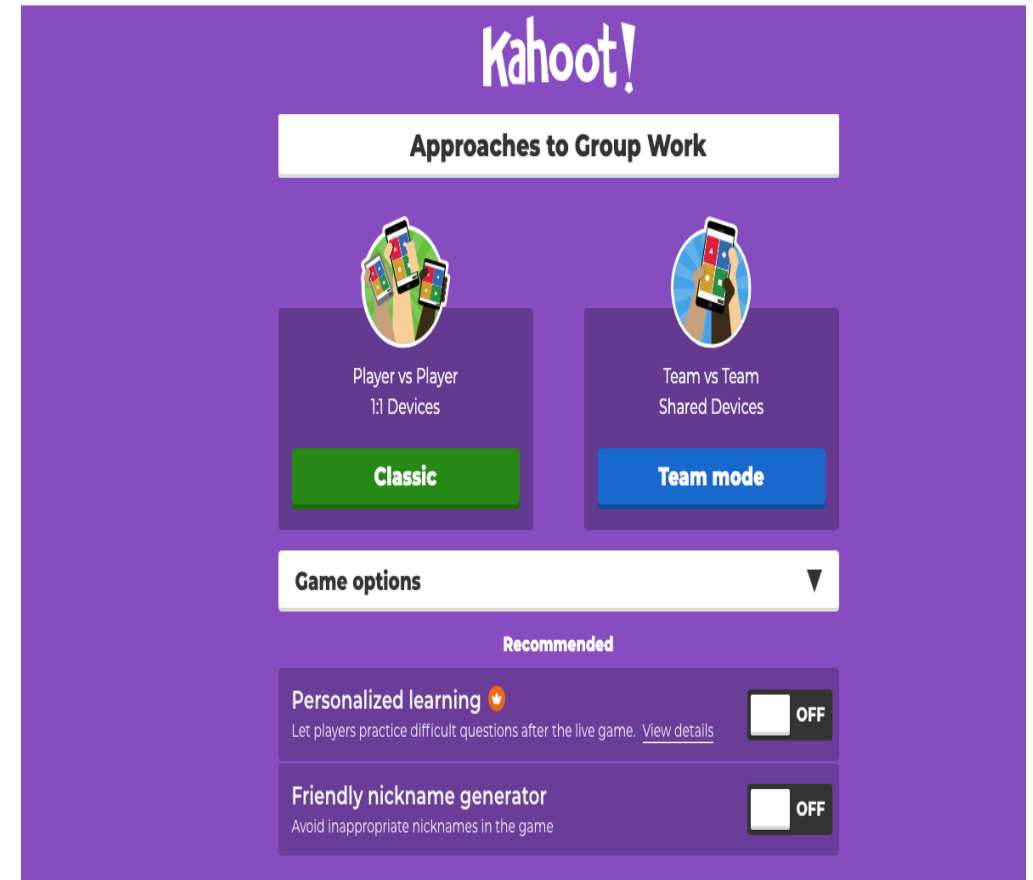 Kahoot!
Approaches to Group Work
Player vs Player
1:1 Devices
Classic
Team vs Team
Shared Devices
Team mode
Game options
Recommended
Personalized learning
Let players practice difficult questions after the live game. View details
OFF
Friendly nickname generator
Avoid inappropriate nicknames in the game
OFF